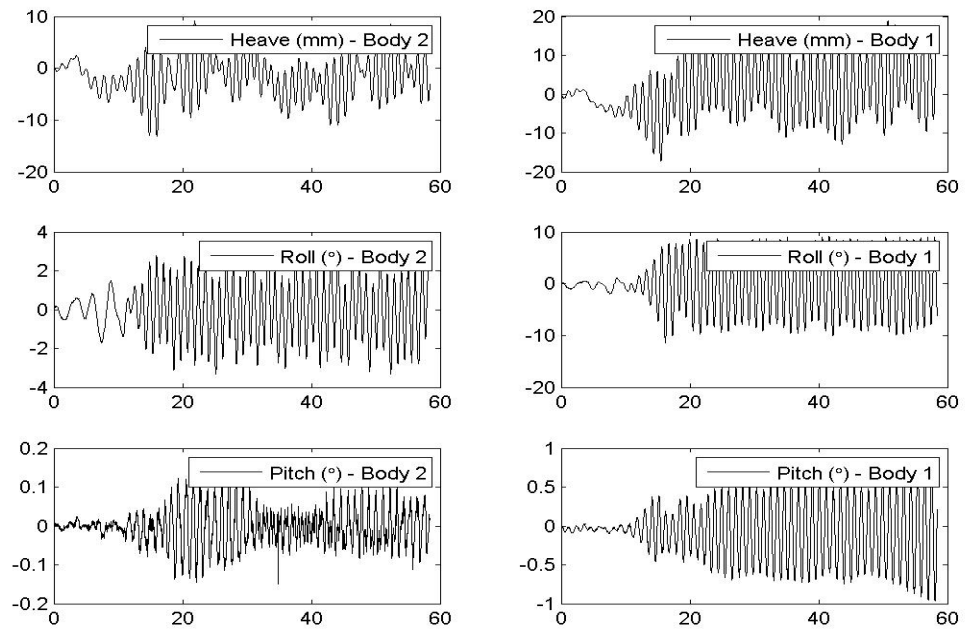 10
0
-10
-20
0 20 40 60
Heave (mm) - Body 2
20
10
0
-10
-20
0 20 40 60
Heave (mm) - Body 1
4
2
0
-2
-4
0 20 40 60
Roll (°) - Body 2
10
0
-10
-20
0 20 40 60
Roll (°) - Body 1
0.2
0.1
0
-0.1
-0.2
0 20 40 60
Pitch (°) - Body 2
1
0.5
0
-0.5
-1
0 20 40 60
Pitch (°) - Body 1